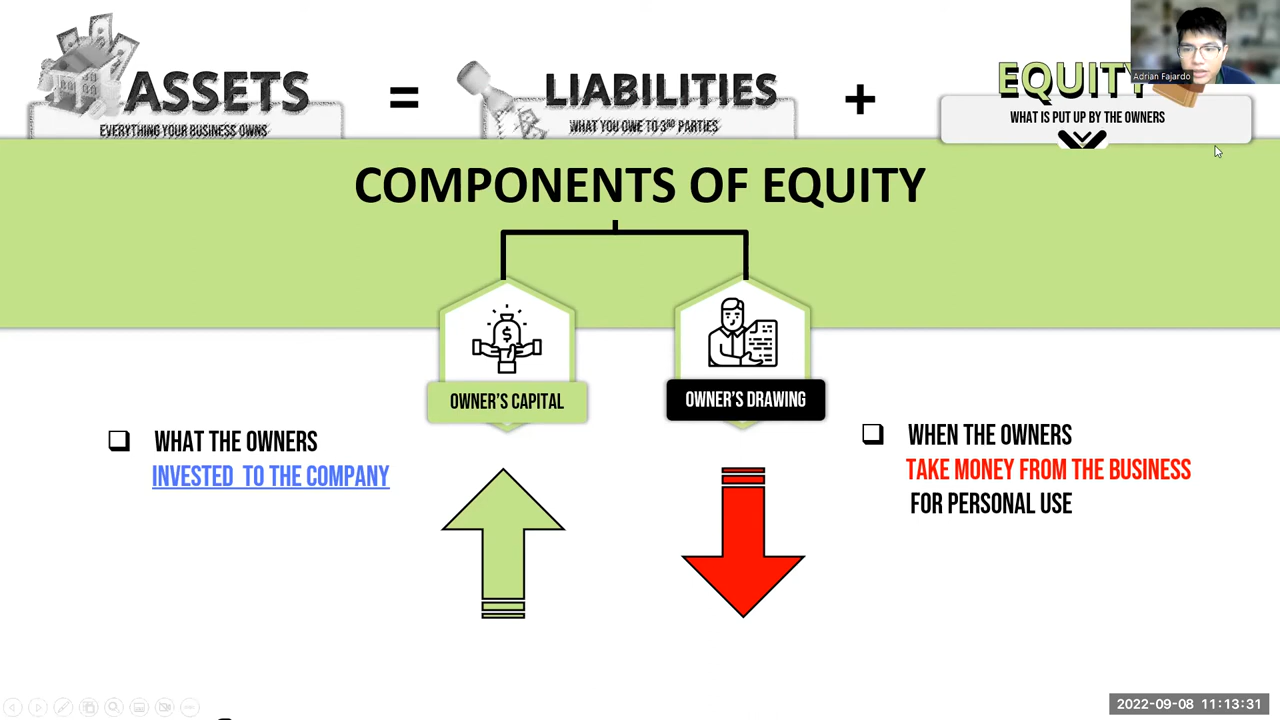 ASSETS = LIABILITIES + EQUITY
EVERYTHING YOUR BUSINESS OWNS
WHAT YOU OWE TO 3RD PARTIES
WHAT IS PUT UP BY THE OWNERS
Adrian Fajardo
COMPONENTS OF EQUITY
$
OWNER'S CAPITAL
OWNER'S DRAWING
WHAT THE OWNERS
INVESTED TO THE COMPANY
WHEN THE OWNERS
TAKE MONEY FROM THE BUSINESS
FOR PERSONAL USE
2022-09-08 11:13:31